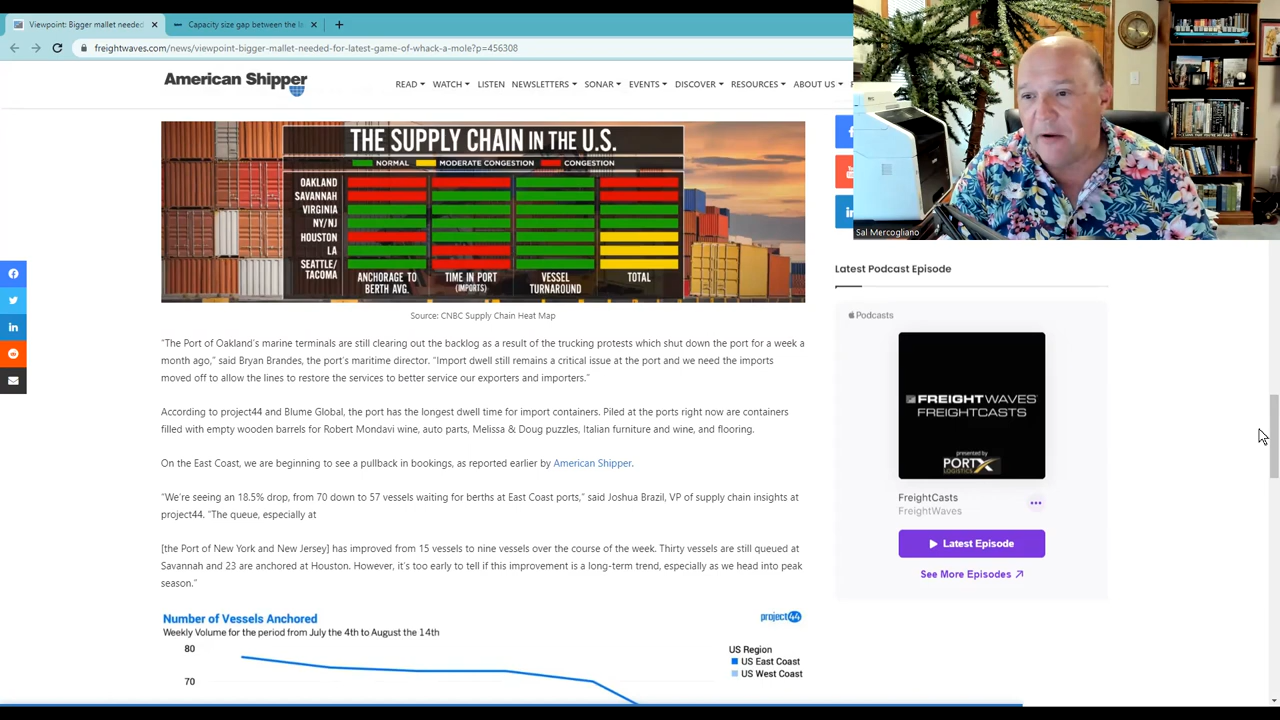 Viewpoint: Bigger mallet needed
Capacity size gap between the lo
freightwaves.com/news/viewpoint-bigger-mallet-needed-for-latest-game-of-whack-a-mole?p=456308
American Shipper
READ WATCH LISTEN NEWSLETTERS SONAR EVENTS DISCOVER RESOURCES ABOUT US
Sal Mercogliano
THE SUPPLY CHAIN IN THE U.S.
NORMAL MODERATE CONGESTION CONGESTION
OAKLAND
SAVANNAH
VIRGINIA
NY/NJ
HOUSTON
LA
SEATTLE/
TACOMA
ANCHORAGE TO
BERTH AVG.
TIME IN PORT
(IMPORTS)
VESSEL
TURNAROUND
TOTAL
Source: CNBC Supply Chain Heat Map
“The Port of Oakland’s marine terminals are still clearing out the backlog as a result of the trucking protests which shut down the port for a week a
month ago,” said Bryan Brandes, the port’s maritime director. “Import dwell still remains a critical issue at the port and we need the imports
moved off to allow the lines to restore the services to better service our exporters and importers.”
According to project44 and Blume Global, the port has the longest dwell time for import containers. Piled at the ports right now are containers
filled with empty wooden barrels for Robert Mondavi wine, auto parts, Melissa & Doug puzzles, Italian furniture and wine, and flooring.
On the East Coast, we are beginning to see a pullback in bookings, as reported earlier by American Shipper.
“We’re seeing an 18.5% drop, from 70 down to 57 vessels waiting for berths at East Coast ports,” said Joshua Brazil, VP of supply chain insights at
project44. “The queue, especially at
[the Port of New York and New Jersey] has improved from 15 vessels to nine vessels over the course of the week. Thirty vessels are still queued at
Savannah and 23 are anchored at Houston. However, it’s too early to tell if this improvement is a long-term trend, especially as we head into peak
season.”
Number of Vessels Anchored
project44
Weekly Volume for the period from July the 4th to August the 14th
80
70
US Region
US East Coast
US West Coast
Latest Podcast Episode
Podcasts
FREIGHTWAVES
FREIGHTCASTS
presented by
PORTX
LOGISTICS
FreightCasts
FreightWaves
Latest Episode
See More Episodes